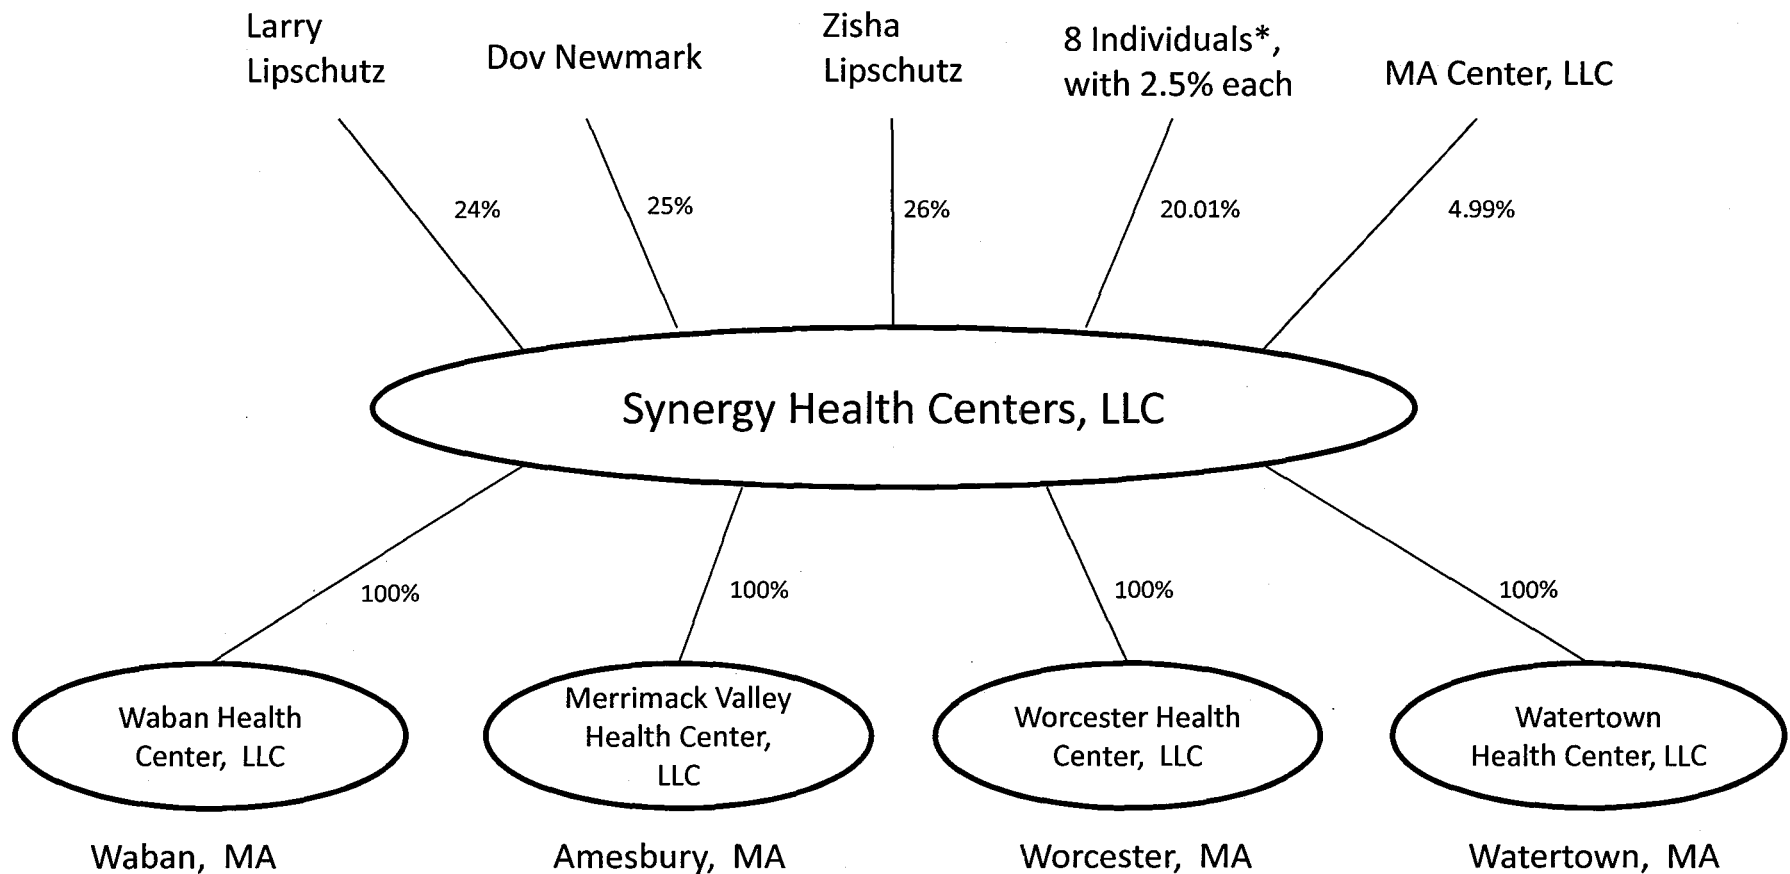 Larry
Lipschutz
Dov Newmark
Zisha
Lipschutz
8 Individuals*,
with 2.5% each
MA Center, LLC
24%
25%
26%
20.01%
4.99%
Synergy Health Centers, LLC
100%
100%
100%
100%
Waban Health
Center, LLC
Merrimack Valley
Health Center,
LLC
Worcester Health
Center, LLC
Watertown
Health Center, LLC
Waban, MA
Amesbury, MA
Worcester, MA
Watertown, MA